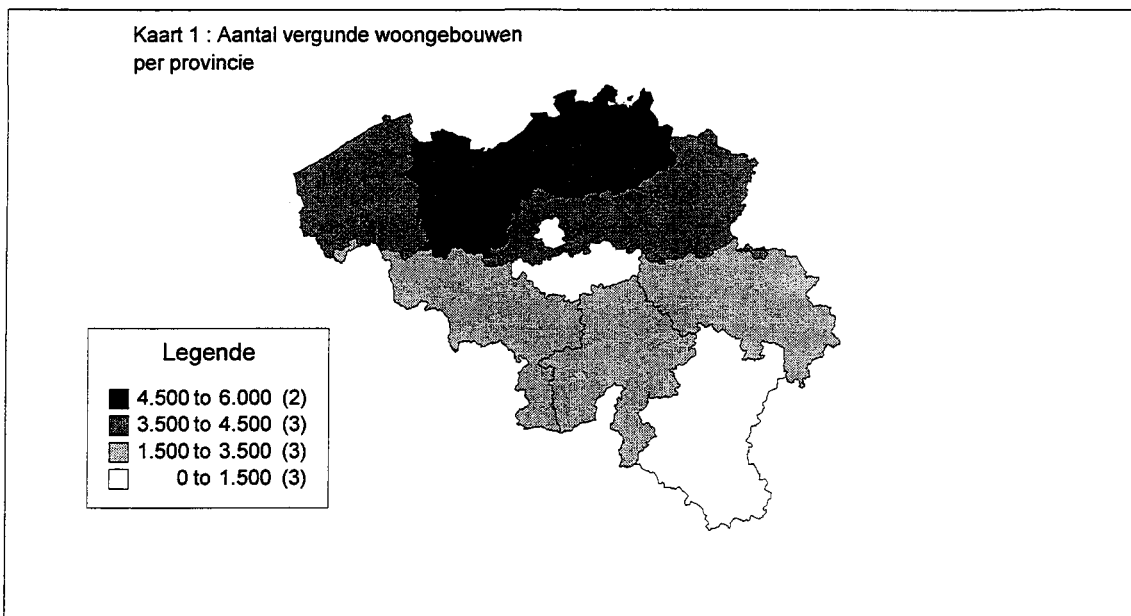 Kaart 1 : Aantal vergunde woongebouwen
per provincie
Legende
4.500 to 6.000 (2)
3.500 to 4.500 (3)
1.500 to 3.500 (3)
0 to 1.500 (3)